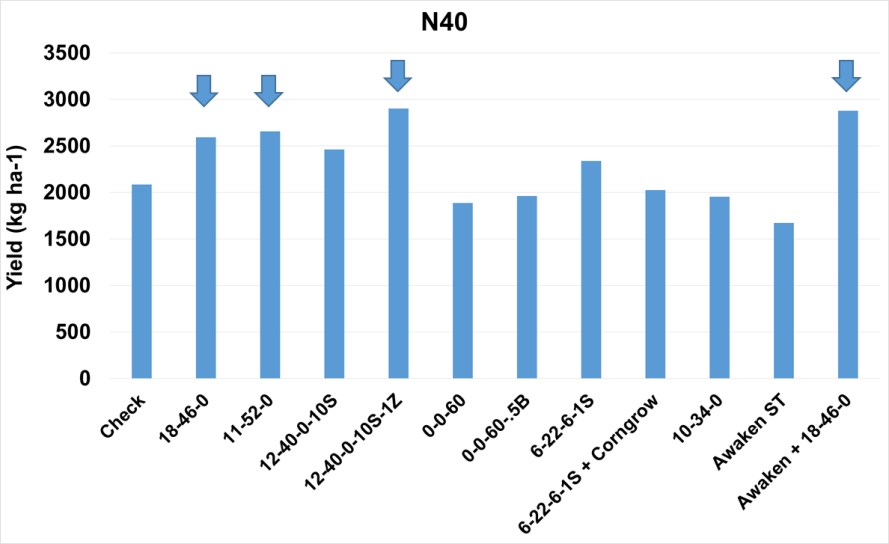 N40
Yield (kg ha-1)
3500
3000
2500
2000
1500
1000
500
0
Check
18-46-0
11-52-0
12-40-0-10S
12-40-0-10S-1Z
0-0-60
0-0-60-.5B
6-22-6-1S
6-22-6-1S + Corngrow
10-34-0
Awaken ST
Awaken + 18-46-0